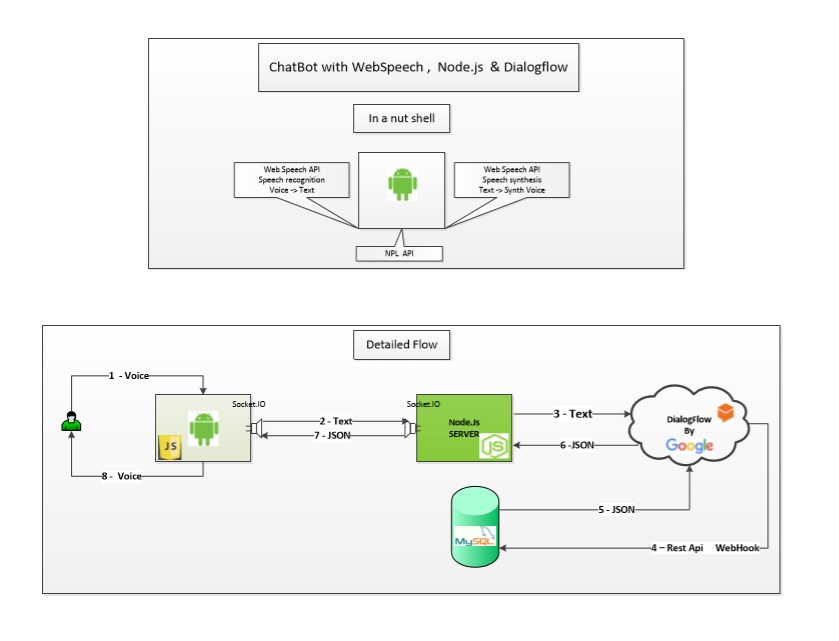 ChatBot with WebSpeech , Node.js & Dialogflow
In a nut shell
Web Speech API
Speech recognition
Voice -> Text
Web Speech API
Speech synthesis
Text -> Synth Voice
NPL API
Detailed Flow
1 - Voice
Socket.IO
Socket.IO
JS
2 - Text
7 - JSON
Node.Js
SERVER
JS
3 - Text
6 -JSON
DialogFlow
By
Google
8 - Voice
MySQL
5 - JSON
4 – Rest Api WebHook